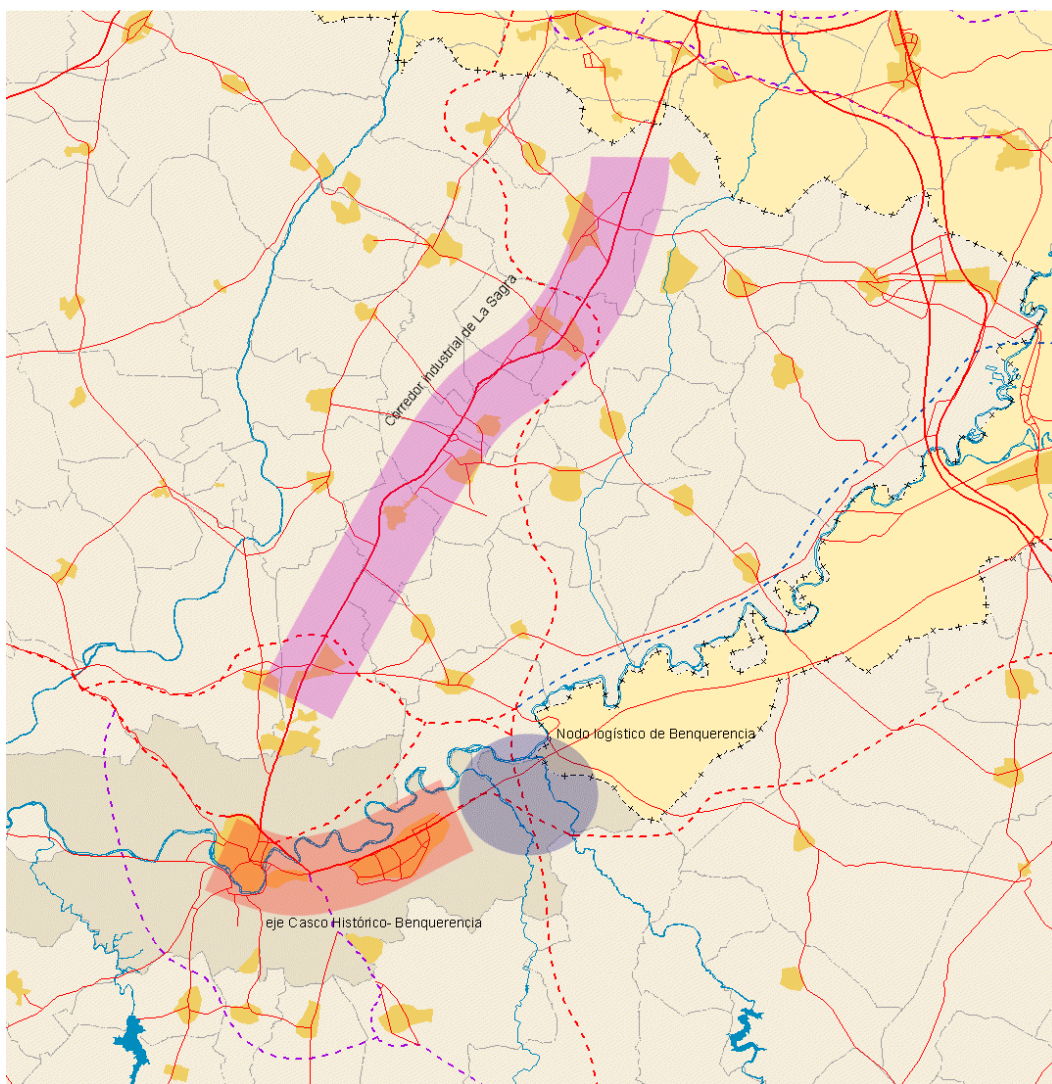 Corredor industrial de La Sagra
Nodo logístico de Benquerencia
eje Casco Histórico- Benquerencia